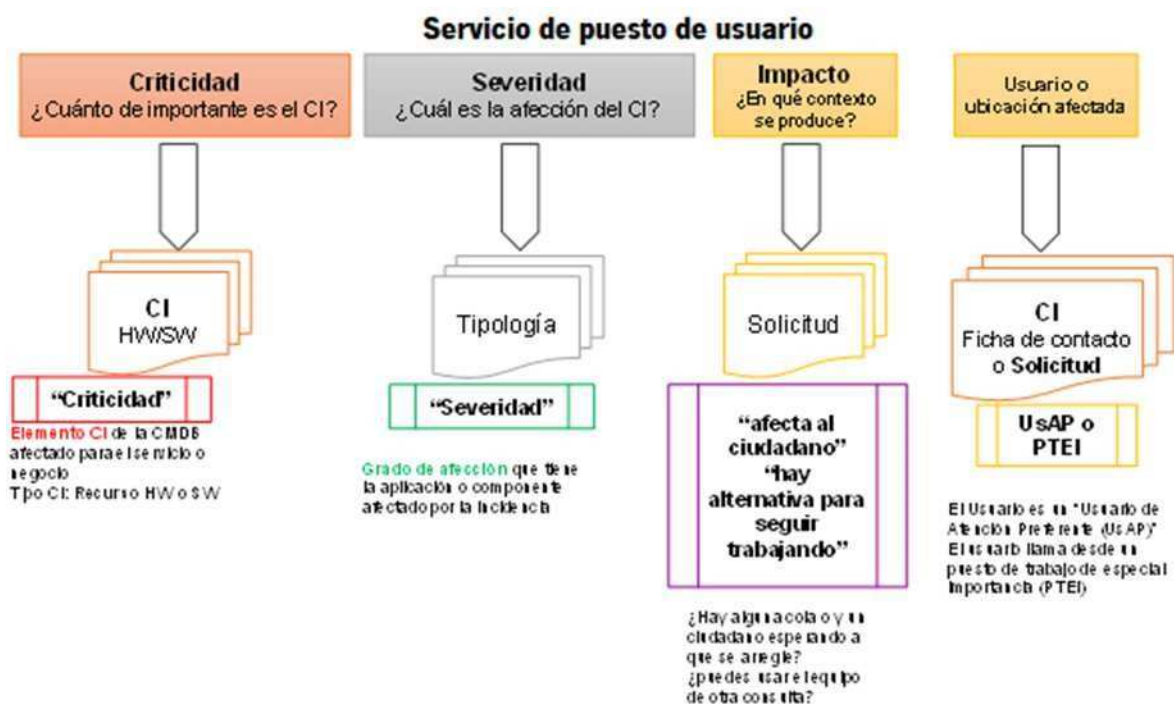 Servicio de puesto de usuario
Criticidad
¿Cuánto de importante es el CI?
Severidad
¿Cuál es la afección del CI?
Impacto
¿En qué contexto
se produce?
Usuario o
ubicación afectada
CI
HW/SW
Tipología
Solicitud
CI
Ficha de contacto
o Solicitud
“Criticidad”
Elemento CI de la CMDB
afectado para el servicio o
negocio
Tipo CI: Recurso HW o SW
“Severidad”
Grado de afección que tiene
la aplicación o componente
afectado por la incidencia
“afecta al
ciudadano”
“hay
alternativa para
seguir
trabajando”
¿Hay alguna cola o y un
ciudadano esperando a
que se arregle?
¿puedes usar el equipo
de otra consulta?
UsAP o
PTEI
El Usuario es un “Usuario de
Atención Preferente (UsAP)”
El usuario llama desde un
puesto de trabajo de especial
importancia (PTEI)